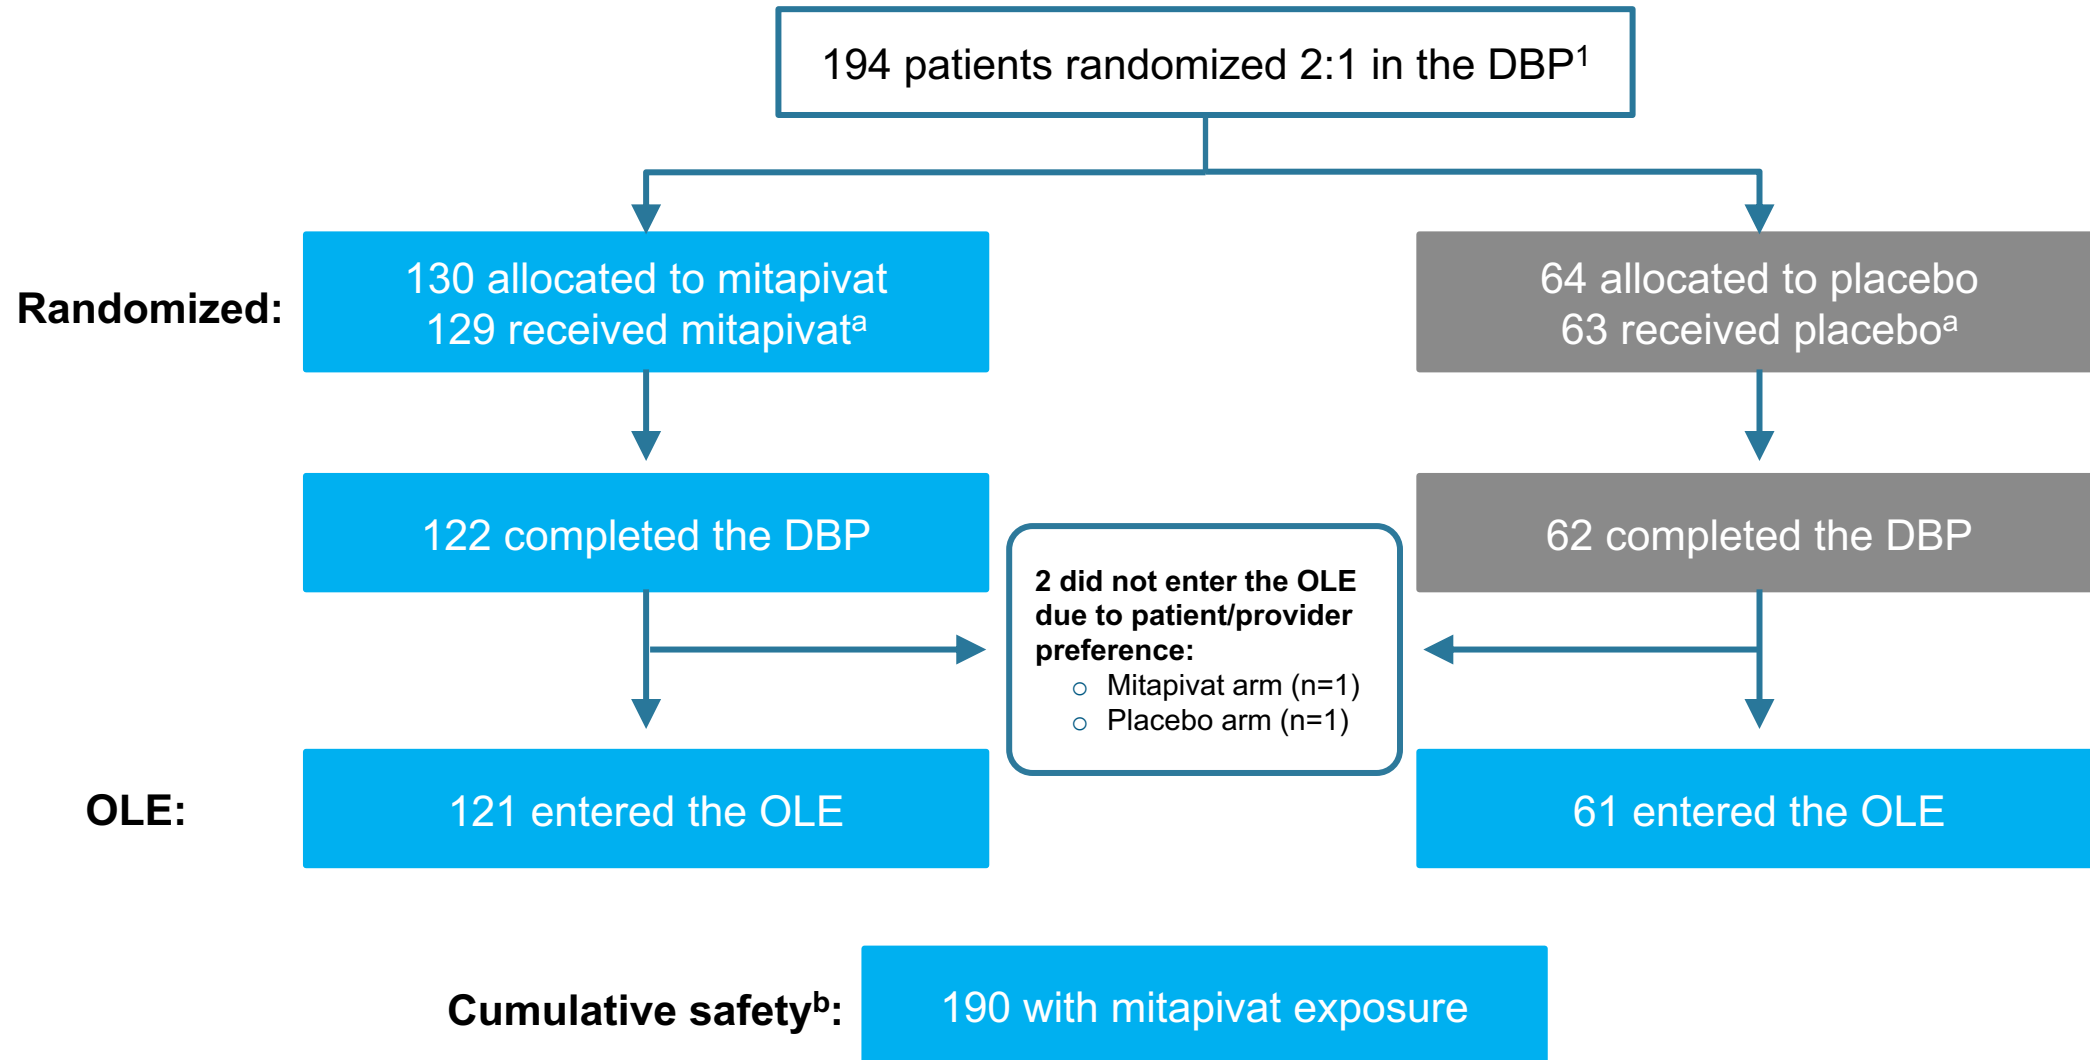 194 patients randomized 2:1 in the DBP¹
Randomized:
130 allocated to mitapivat
129 received mitapivatᵃ
64 allocated to placebo
63 received placeboᵃ
122 completed the DBP
62 completed the DBP
2 did not enter the OLE
due to patient/provider
preference:
○ Mitapivat arm (n=1)
○ Placebo arm (n=1)
OLE:
121 entered the OLE
61 entered the OLE
Cumulative safetyᵇ:
190 with mitapivat exposure